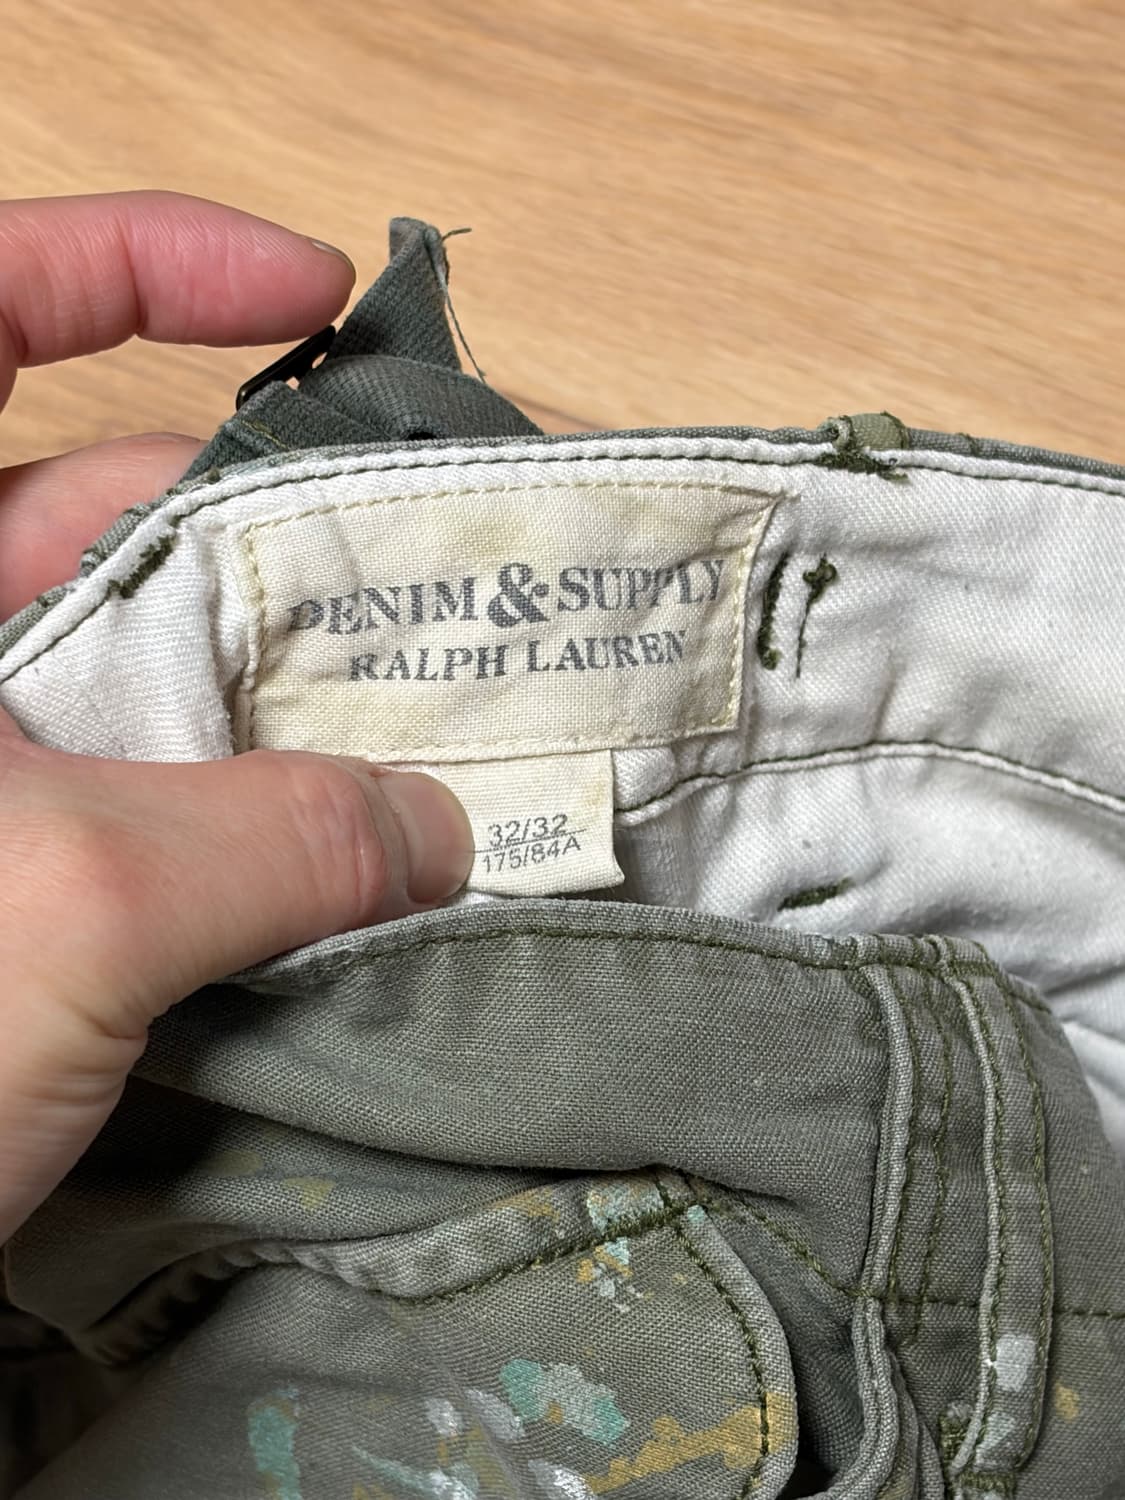 DENIM & SUPPLY
RALPH LAUREN
32/32
175/84A